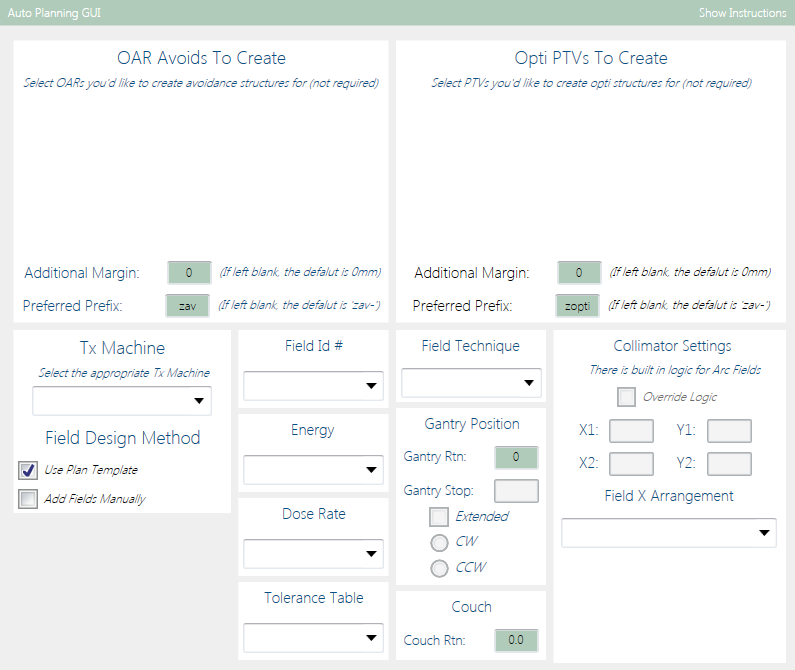 Auto Planning GUI
Show Instructions
OAR Avoids To Create
Select OARs you'd like to create avoidance structures for (not required)
Additional Margin: 0 (If left blank, the defalut is 0mm)
Preferred Prefix: zav (If left blank, the defalut is 'zav-')
Opti PTVs To Create
Select PTVs you'd like to create opti structures for (not required)
Additional Margin: 0 (If left blank, the defalut is 0mm)
Preferred Prefix: zopti (If left blank, the defalut is 'zav-')
Tx Machine
Select the appropriate Tx Machine
Field Design Method
Use Plan Template
Add Fields Manually
Field Id #
Energy
Dose Rate
Tolerance Table
Field Technique
Gantry Position
Gantry Rtn: 0
Gantry Stop:
Extended
CW
CCW
Couch
Couch Rtn: 0.0
Collimator Settings
There is built in logic for Arc Fields
Override Logic
X1: Y1:
X2: Y2:
Field X Arrangement